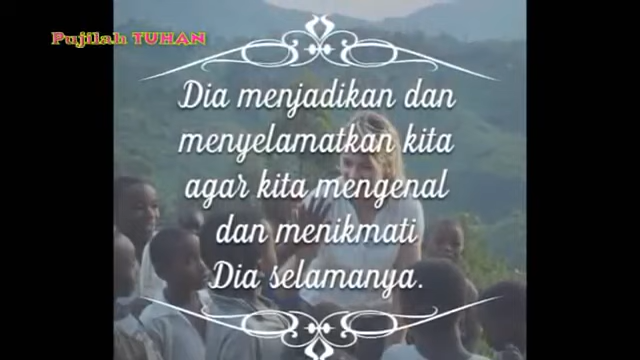 Pujilah TUHAN
Dia menjadikan dan
menyelamatkan kita
agar kita mengenal
dan menikmati
Dia selamanya.